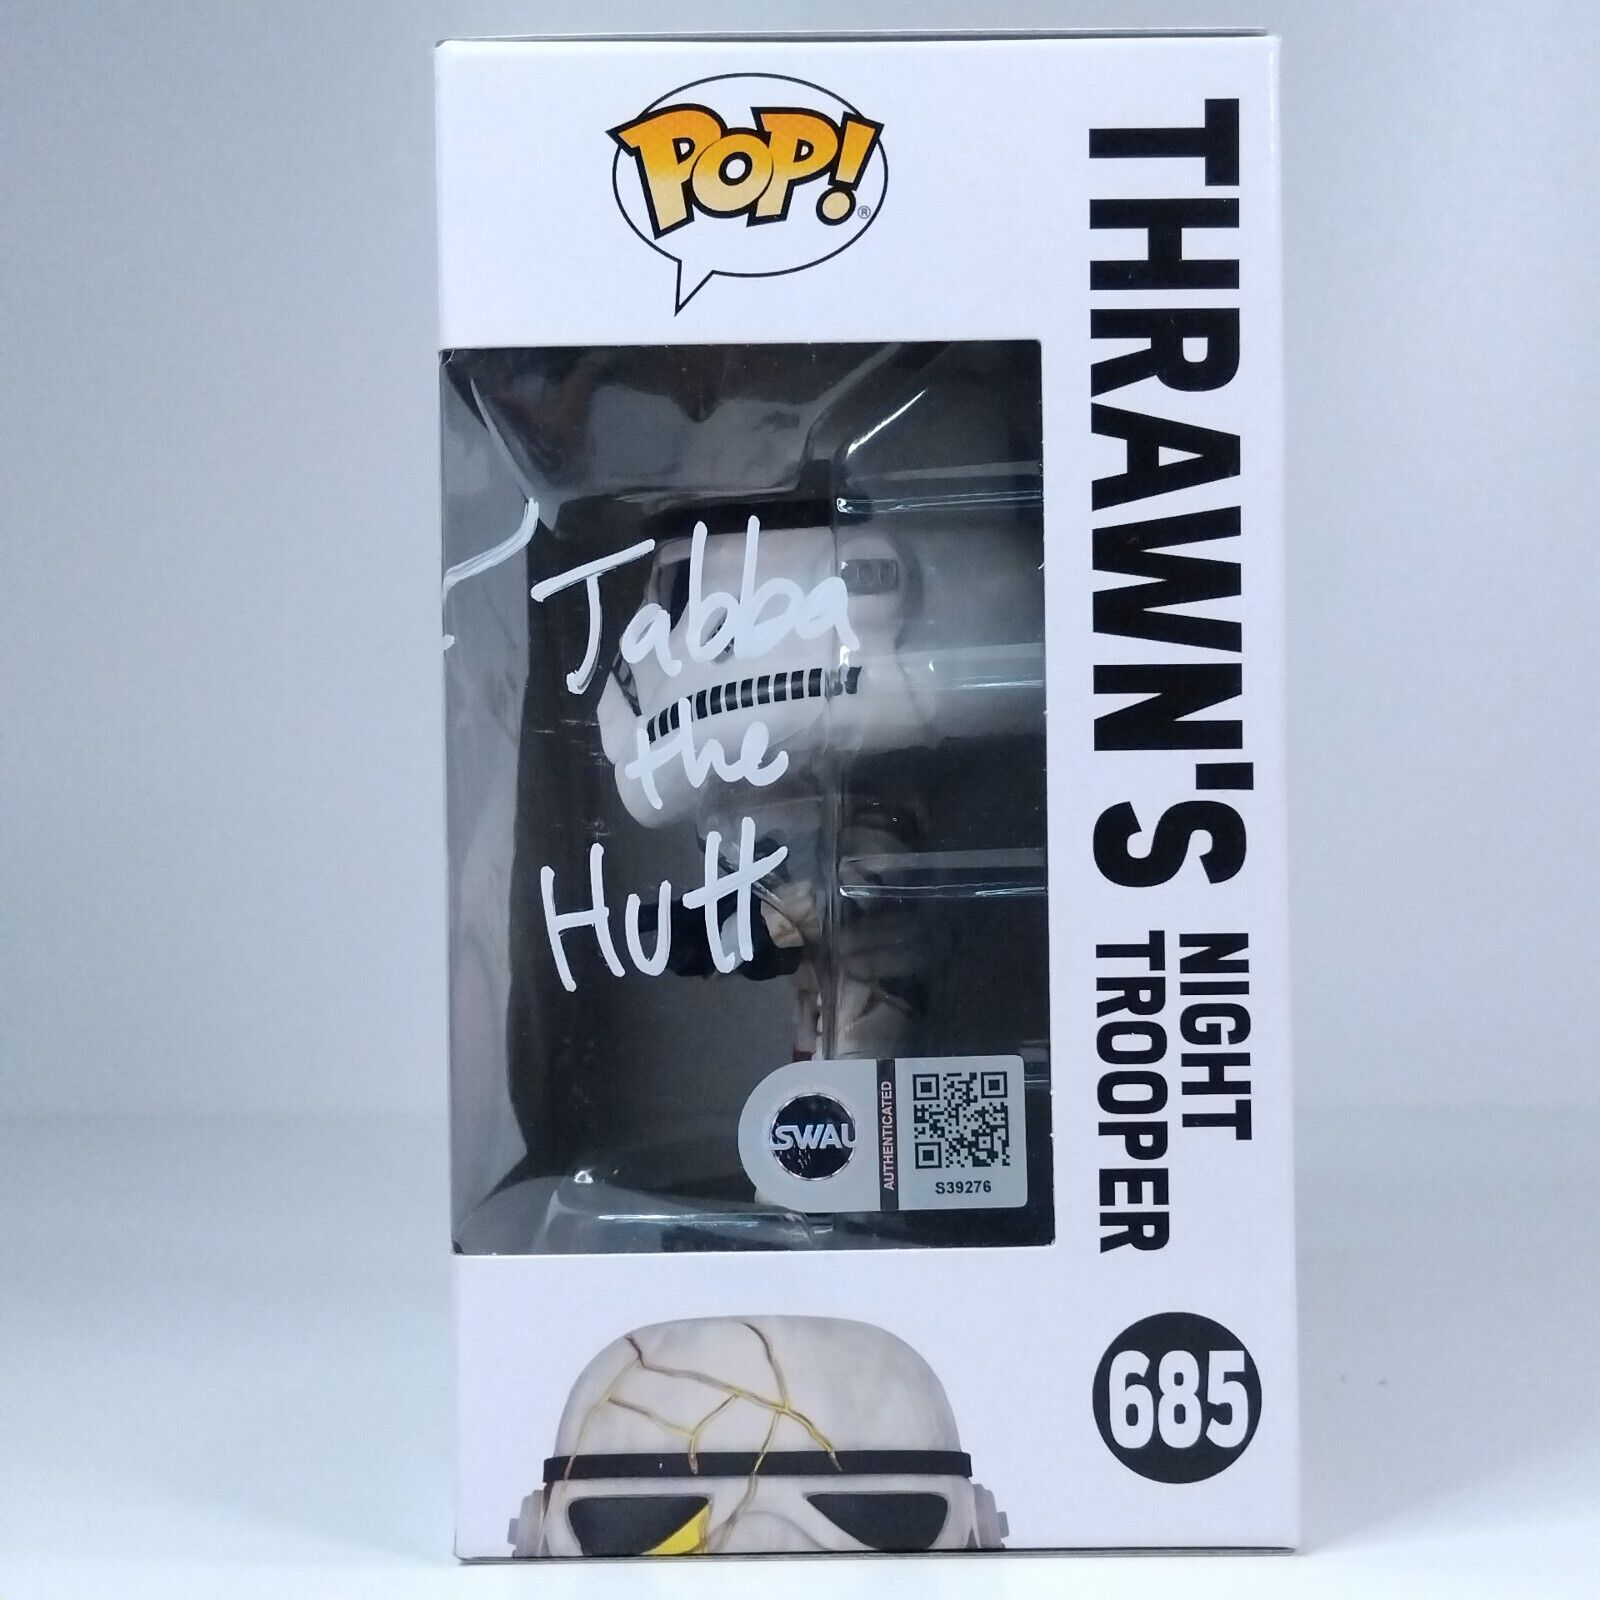 POP!
®
THRAWN'S
NIGHT
TROOPER
Jabba
the
Hutt
SWAU
AUTHENTICATED
S39276
685